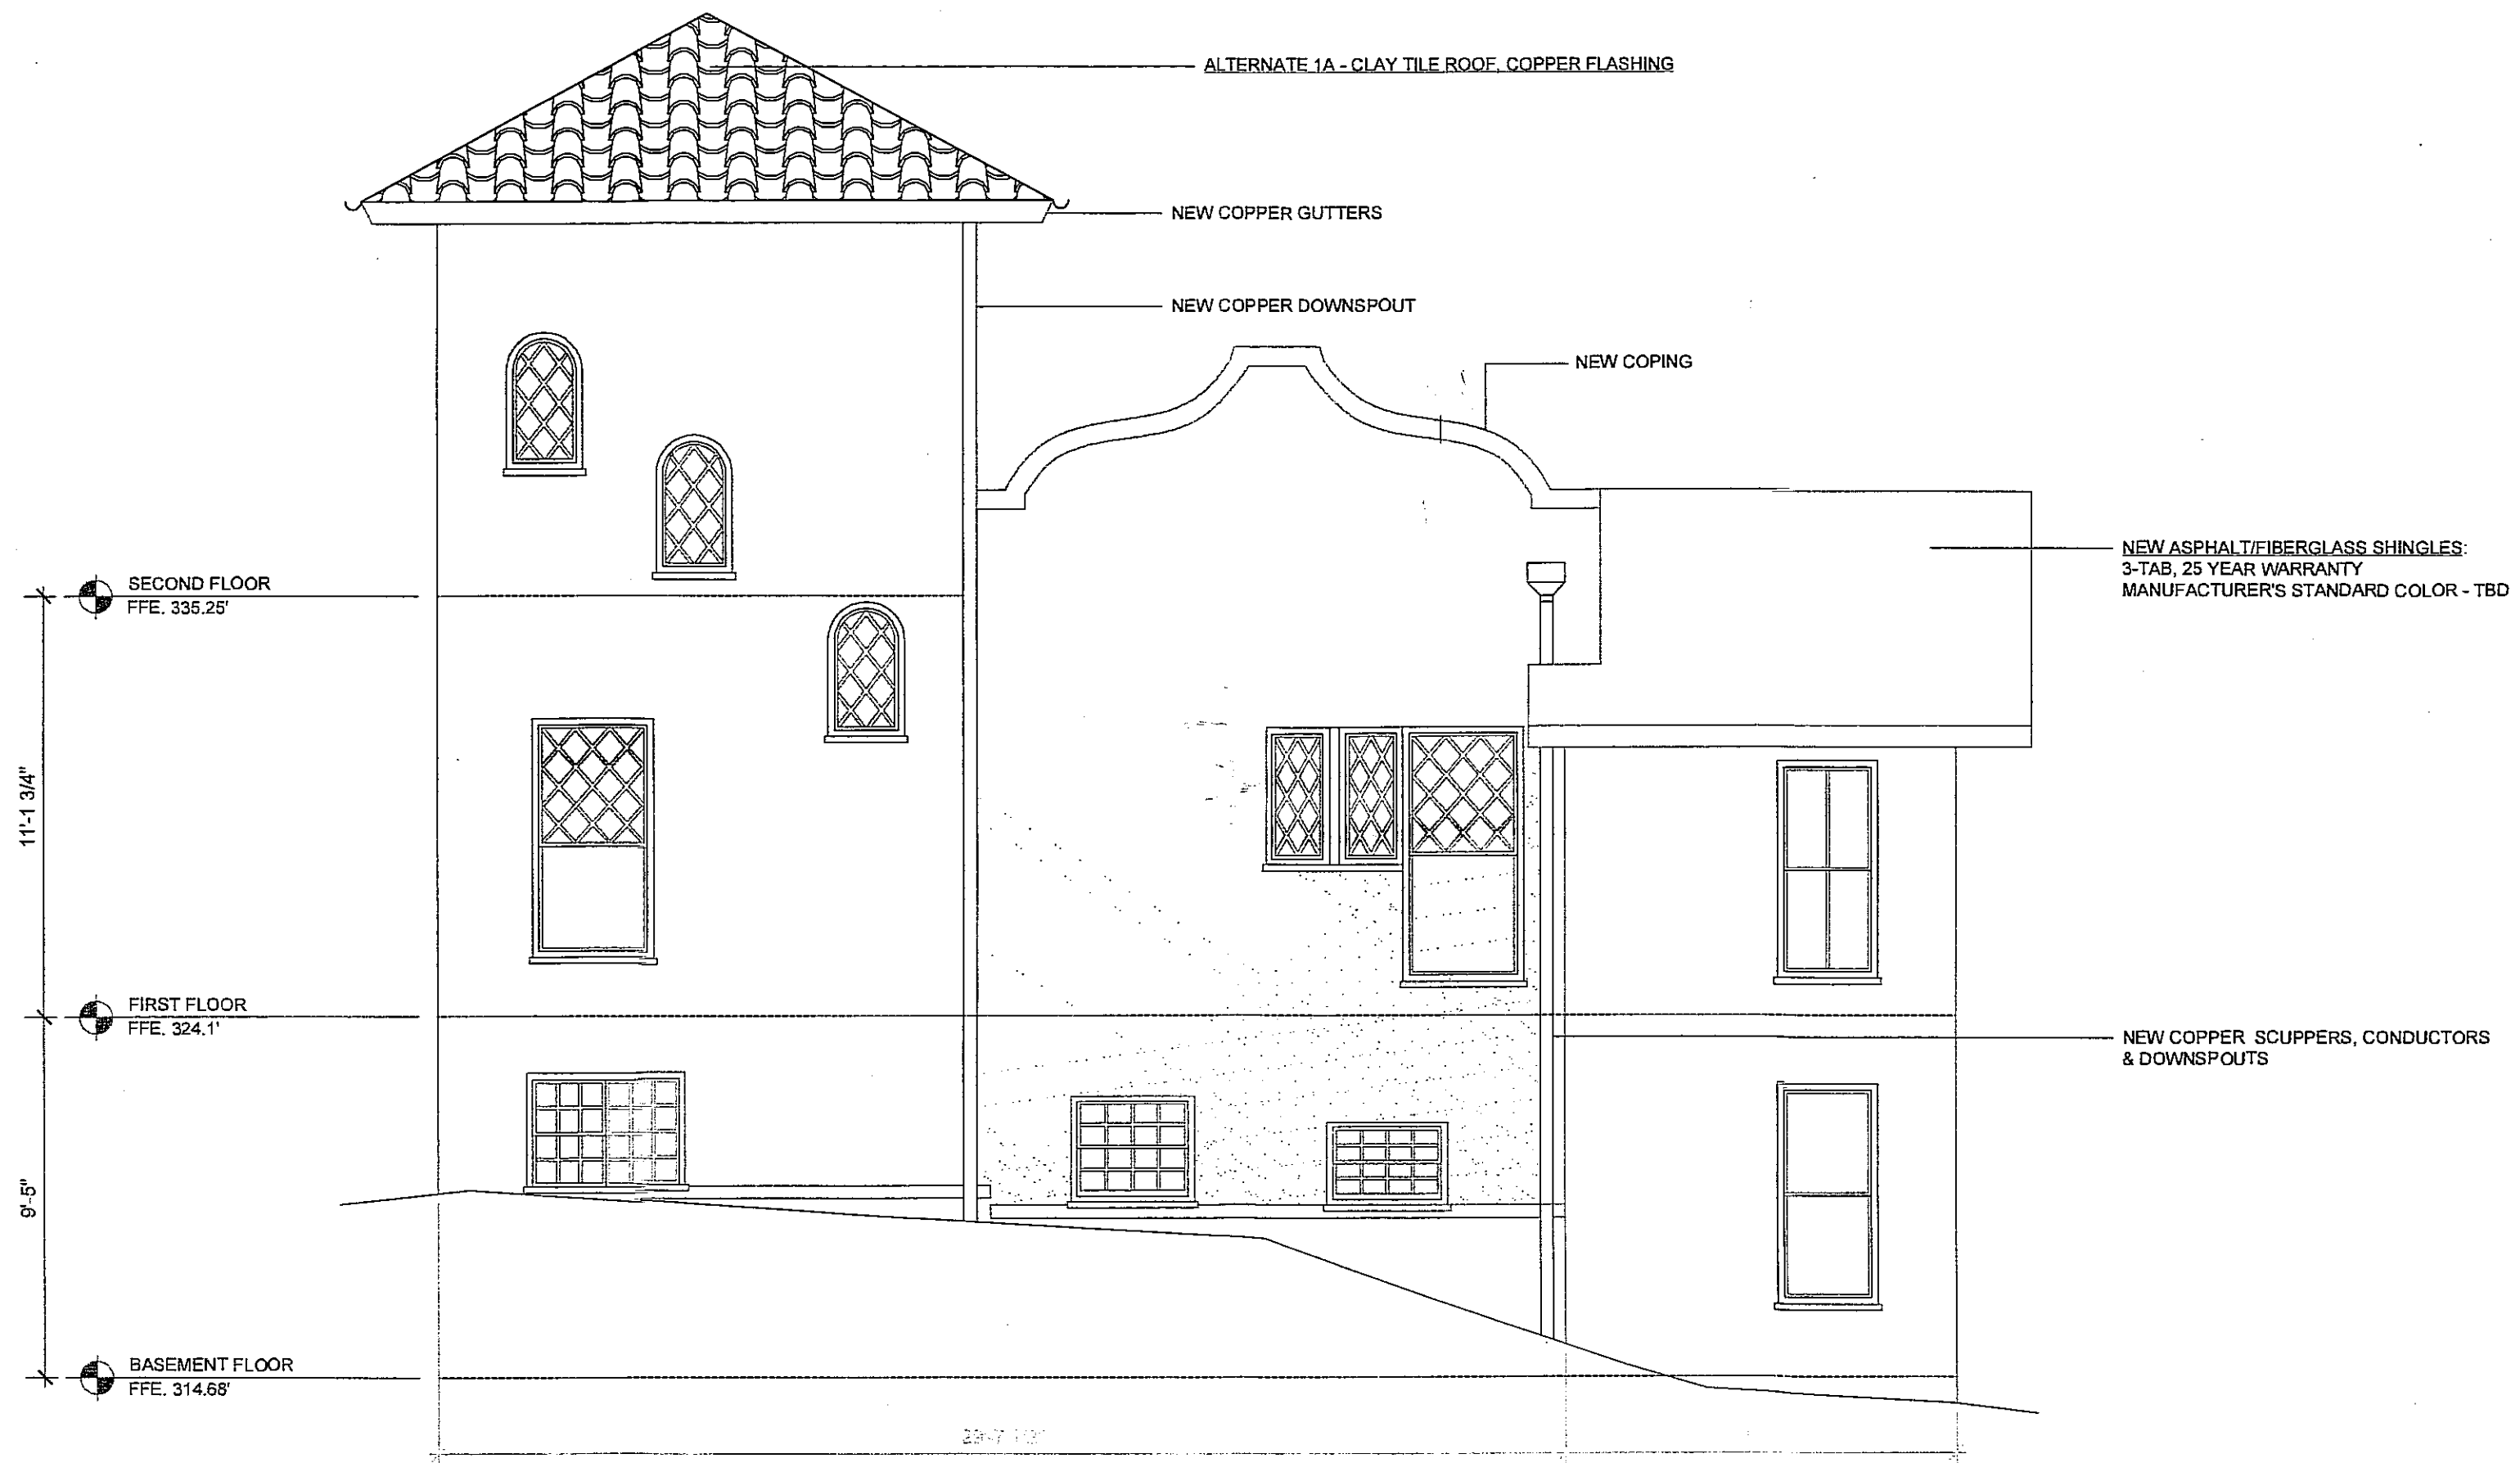 ALTERNATE 1A - CLAY TILE ROOF, COPPER FLASHING
NEW COPPER GUTTERS
NEW COPPER DOWNSPOUT
NEW COPING
NEW ASPHALT/FIBERGLASS SHINGLES:
3-TAB, 25 YEAR WARRANTY
MANUFACTURER'S STANDARD COLOR - TBD
SECOND FLOOR
FFE. 335.25'
11'-1 3/4"
FIRST FLOOR
FFE. 324.1'
NEW COPPER SCUPPERS, CONDUCTORS
& DOWNSPOUTS
9'-5"
BASEMENT FLOOR
FFE. 314.68'